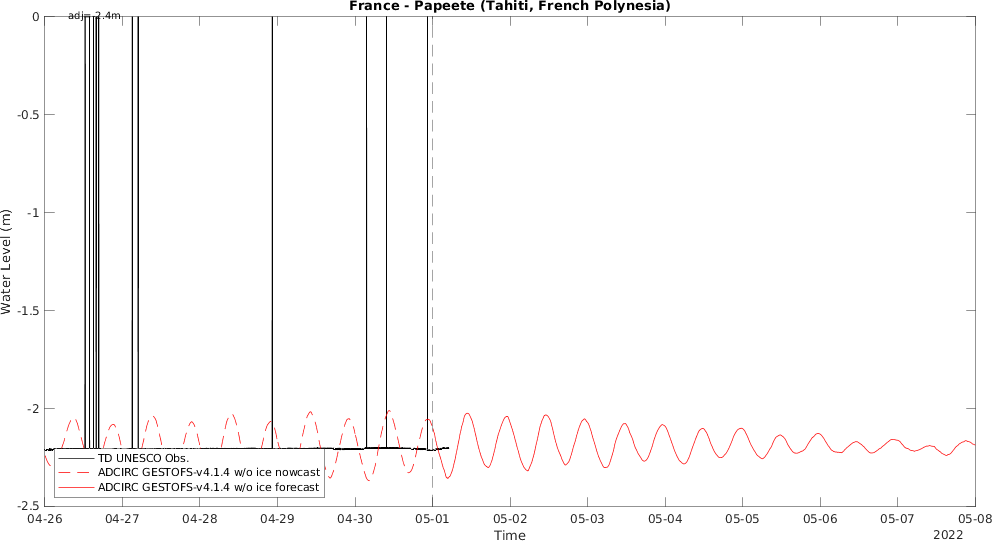 France - Papeete (Tahiti, French Polynesia)
adj= 2.4m
0
-0.5
-1
-1.5
-2
-2.5
Water Level (m)
TD UNESCO Obs.
ADCIRC GESTOFS-v4.1.4 w/o ice nowcast
ADCIRC GESTOFS-v4.1.4 w/o ice forecast
04-26 04-27 04-28 04-29 04-30 05-01 05-02 05-03 05-04 05-05 05-06 05-07 05-08
Time
2022